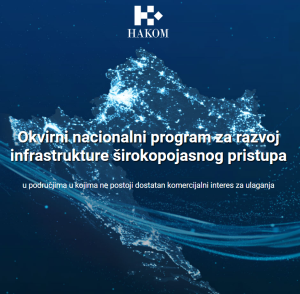 HAKOM
Okvirni nacionalni program za razvoj
infrastrukture širokopojasnog pristupa
u područjima u kojima ne postoji dostatan komercijalni interes za ulaganja